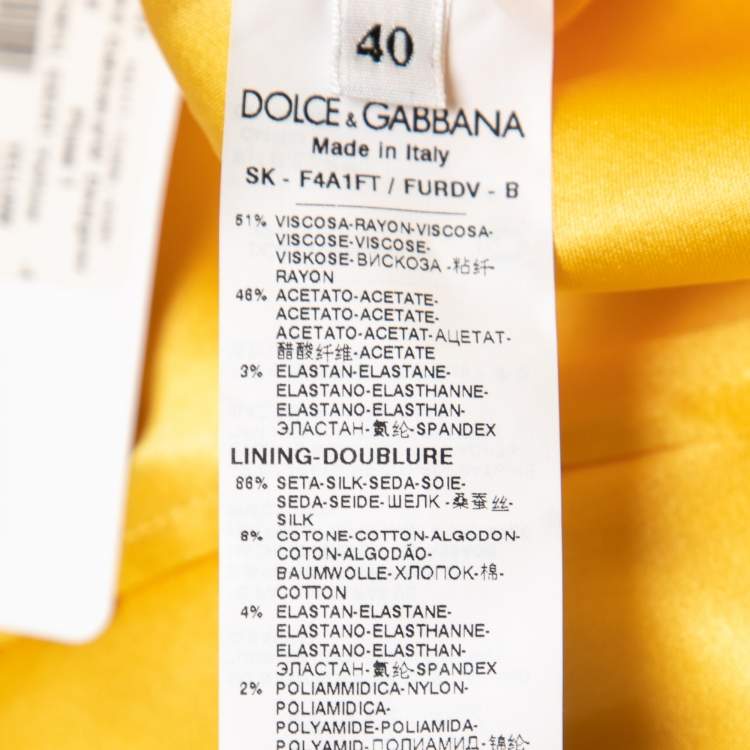 40
DOLCE & GABBANA
Made in Italy
SK - F4A1FT / FURDV - B
51% VISCOSA-RAYON-VISCOSA-
VISCOSE-VISCOSE-
VISKOSE-ВИСКОЗА -粘纤-
RAYON
46% ACETATO-ACETATE-
ACETATO-ACETATE-
ACETATO-ACETAT-АЦЕТАТ-
醋酸纤维-ACETATE
3% ELASTAN-ELASTANE-
ELASTANO-ELASTHANNE-
ELASTANO-ELASTHAN-
ЭЛАСТАН-氨纶-SPANDEX
LINING-DOUBLURE
86% SETA-SILK-SEDA-SOIE-
SEDA-SEIDE-ШЕЛК -桑蚕丝-
SILK
8% COTONE-COTTON-ALGODON-
COTON-ALGODÃO-
BAUMWOLLE-ХЛОПОК-棉-
COTTON
4% ELASTAN-ELASTANE-
ELASTANO-ELASTHANNE-
ELASTANO-ELASTHAN-
ЭЛАСТАН-氨纶-SPANDEX
2% POLIAMMIDICA-NYLON-
POLIAMIDICA-
POLYAMIDE-POLIAMIDA-
POLYAMID-ПОЛИАМИД-锦纶-